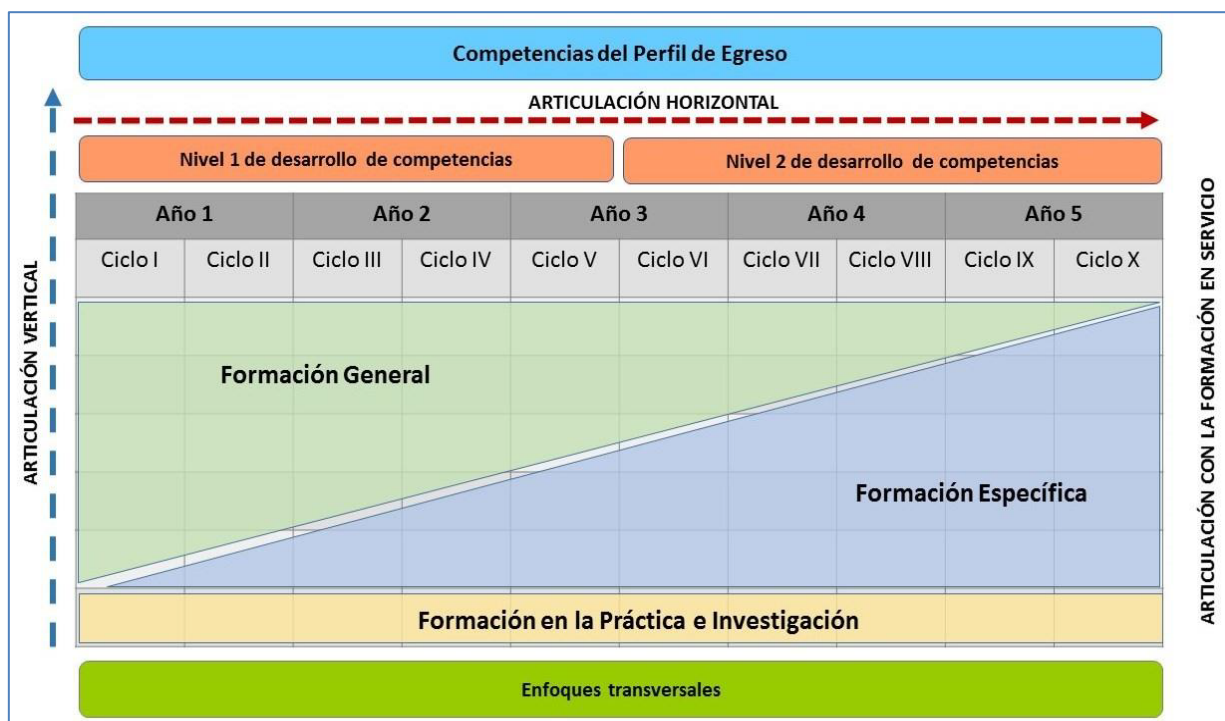 Competencias del Perfil de Egreso
ARTICULACIÓN HORIZONTAL
Nivel 1 de desarrollo de competencias
Nivel 2 de desarrollo de competencias
Año 1
Año 2
Año 3
Año 4
Año 5
Ciclo I
Ciclo II
Ciclo III
Ciclo IV
Ciclo V
Ciclo VI
Ciclo VII
Ciclo VIII
Ciclo IX
Ciclo X
ARTICULACIÓN VERTICAL
Formación General
Formación Específica
Formación en la Práctica e Investigación
Enfoques transversales
ARTICULACIÓN CON LA FORMACIÓN EN SERVICIO